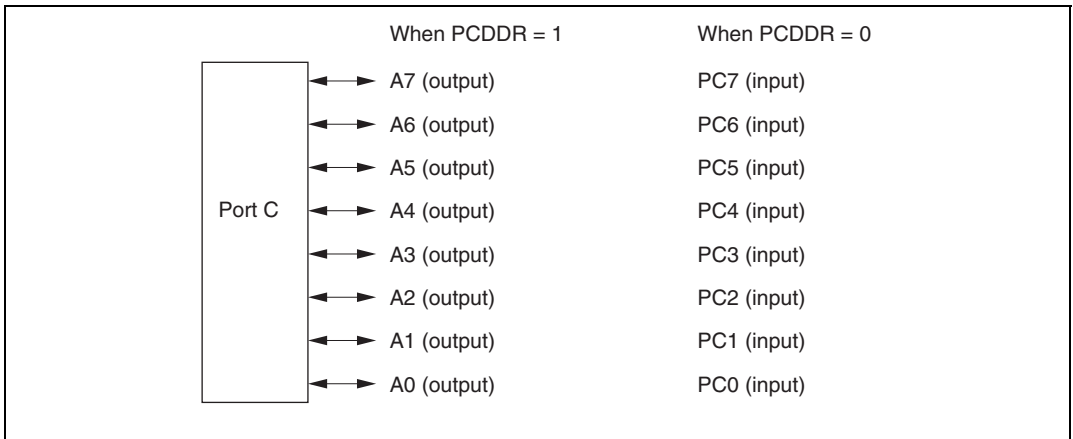 When PCDDR = 1 When PCDDR = 0
A7 (output) PC7 (input)
A6 (output) PC6 (input)
A5 (output) PC5 (input)
Port C A4 (output) PC4 (input)
A3 (output) PC3 (input)
A2 (output) PC2 (input)
A1 (output) PC1 (input)
A0 (output) PC0 (input)